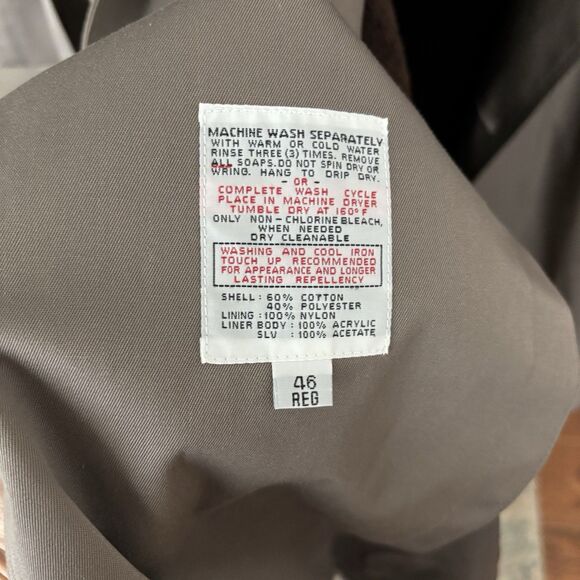 MACHINE WASH SEPARATELY
WITH WARM OR COLD WATER
RINSE THREE (3) TIMES. REMOVE
ALL SOAPS. DO NOT SPIN DRY OR
WRING. HANG TO DRIP DRY.
- OR -
COMPLETE WASH CYCLE
PLACE IN MACHINE DRYER
TUMBLE DRY AT 160° F
ONLY NON-CHLORINE BLEACH,
WHEN NEEDED
DRY CLEANABLE
WASHING AND COOL IRON
TOUCH UP RECOMMENDED
FOR APPEARANCE AND LONGER
LASTING REPELLENCY
SHELL : 60% COTTON
40% POLYESTER
LINING : 100% NYLON
LINER BODY : 100% ACRYLIC
SLV : 100% ACETATE
46
REG